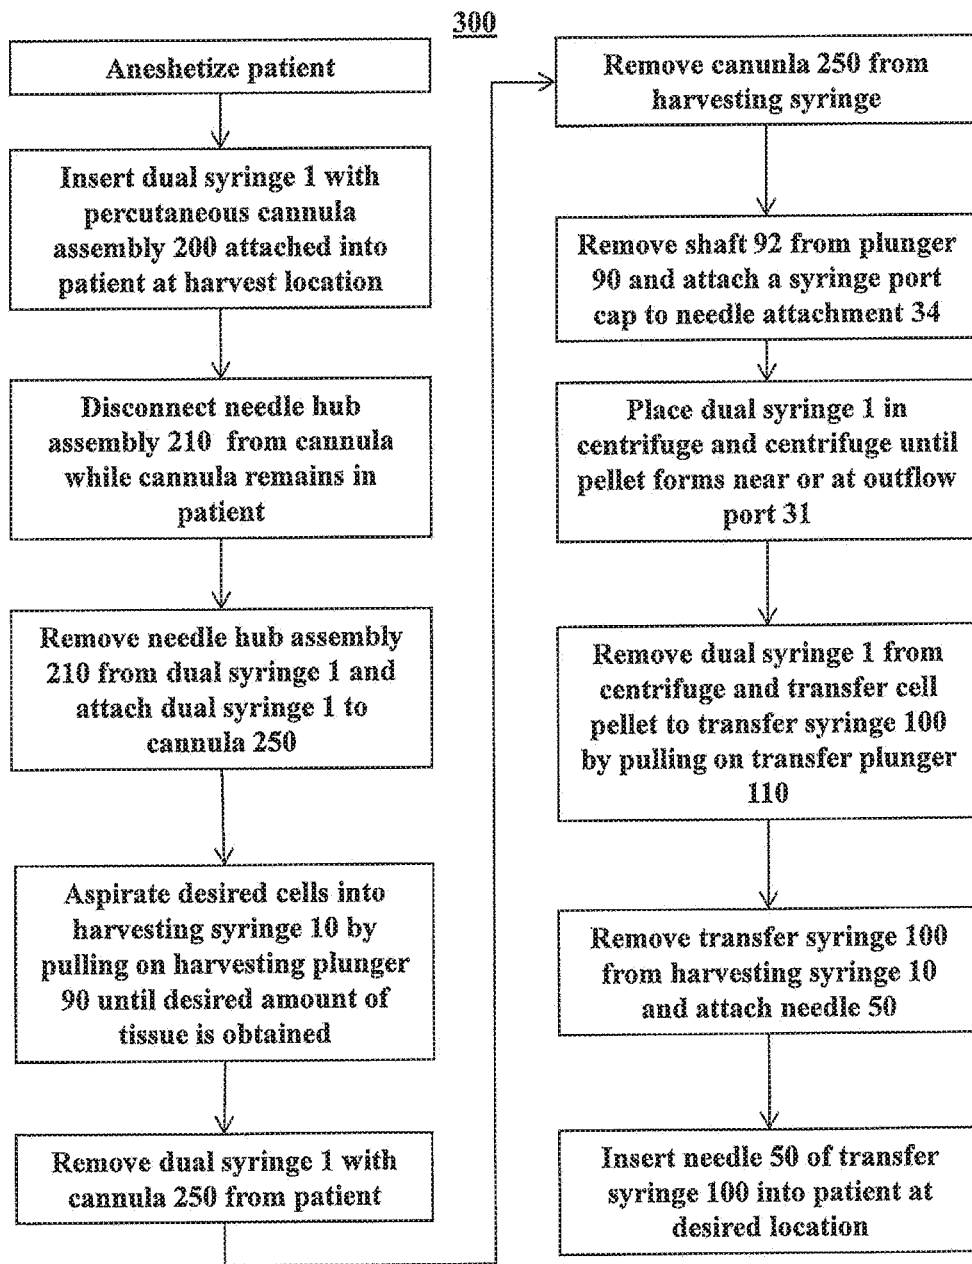 300
Aneshetize patient
Insert dual syringe 1 with
percutaneous cannula
assembly 200 attached into
patient at harvest location
Disconnect needle hub
assembly 210 from cannula
while cannula remains in
patient
Remove needle hub assembly
210 from dual syringe 1 and
attach dual syringe 1 to
cannula 250
Aspirate desired cells into
harvesting syringe 10 by
pulling on harvesting plunger
90 until desired amount of
tissue is obtained
Remove dual syringe 1 with
cannula 250 from patient
Remove canunla 250 from
harvesting syringe
Remove shaft 92 from plunger
90 and attach a syringe port
cap to needle attachment 34
Place dual syringe 1 in
centrifuge and centrifuge until
pellet forms near or at outflow
port 31
Remove dual syringe 1 from
centrifuge and transfer cell
pellet to transfer syringe 100
by pulling on transfer plunger
110
Remove transfer syringe 100
from harvesting syringe 10
and attach needle 50
Insert needle 50 of transfer
syringe 100 into patient at
desired location